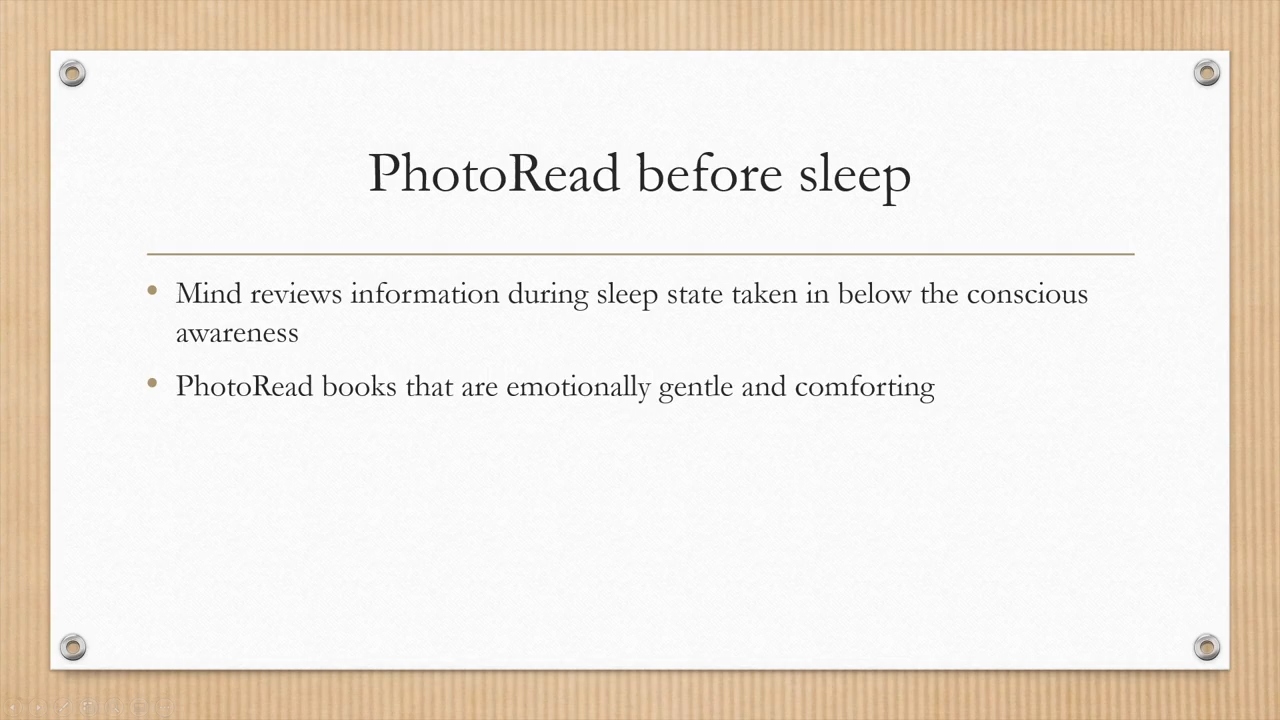 PhotoRead before sleep
• Mind reviews information during sleep state taken in below the conscious
awareness
• PhotoRead books that are emotionally gentle and comforting